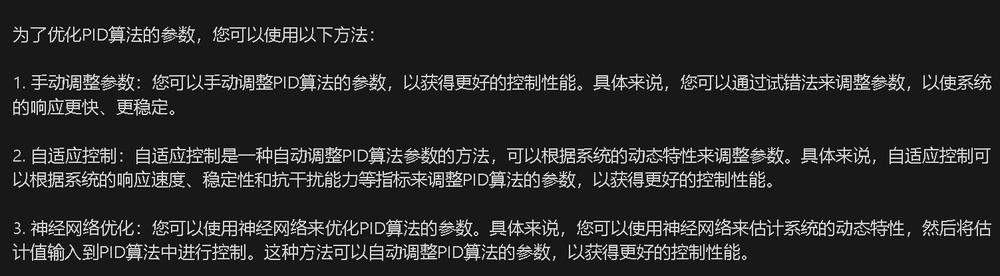 为了优化PID算法的参数，您可以使用以下方法：
1. 手动调整参数：您可以手动调整PID算法的参数，以获得更好的控制性能。具体来说，您可以通过试错法来调整参数，以使系统
的响应更快、更稳定。
2. 自适应控制：自适应控制是一种自动调整PID算法参数的方法，可以根据系统的动态特性来调整参数。具体来说，自适应控制可
以根据系统的响应速度、稳定性和抗干扰能力等指标来调整PID算法的参数，以获得更好的控制性能。
3. 神经网络优化：您可以使用神经网络来优化PID算法的参数。具体来说，您可以使用神经网络来估计系统的动态特性，然后将估
计值输入到PID算法中进行控制。这种方法可以自动调整PID算法的参数，以获得更好的控制性能。